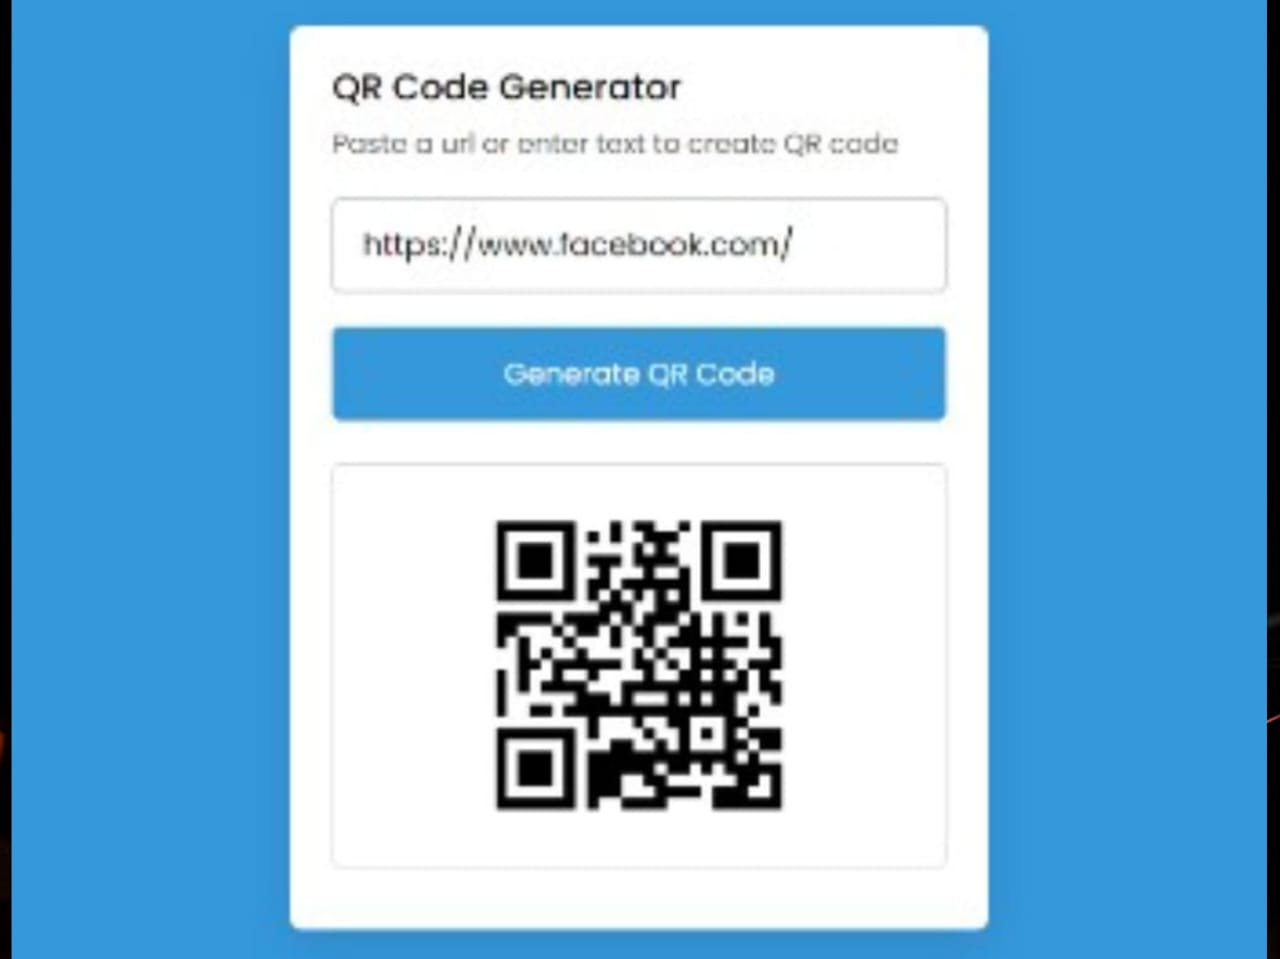 QR Code Generator
Paste a url or enter text to create QR code
https://www.facebook.com/
Generate QR Code